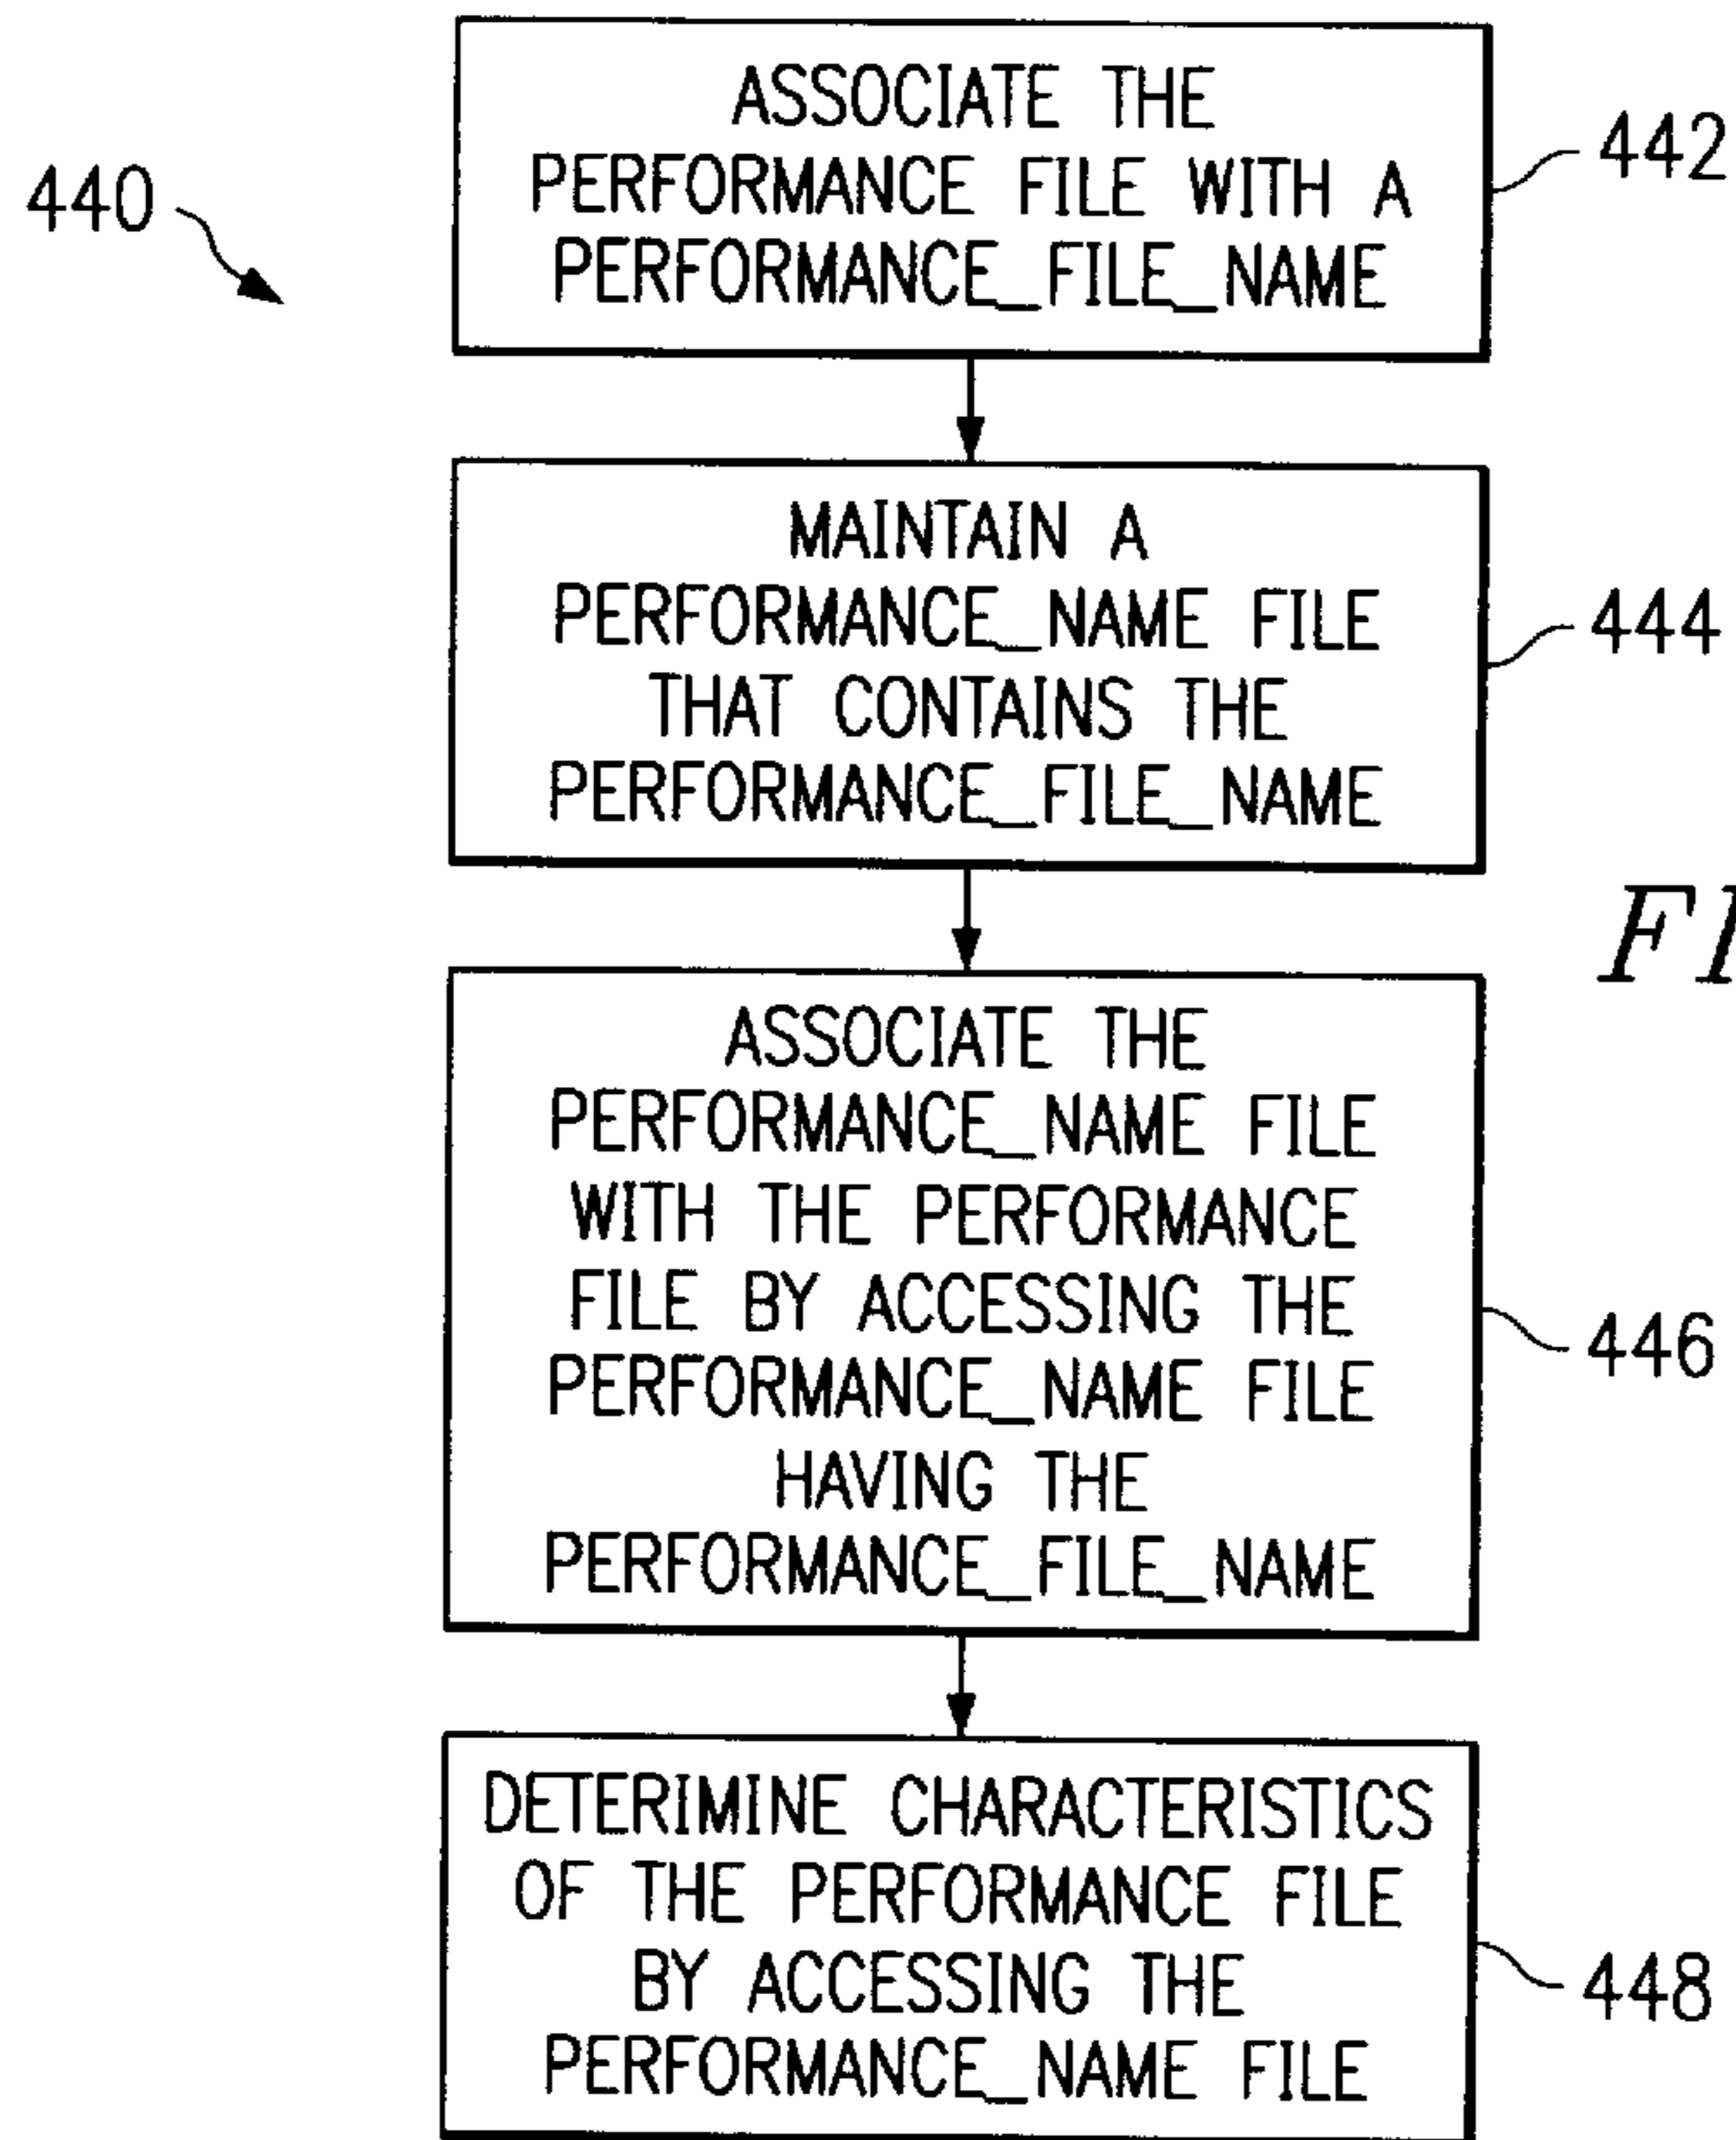 440
ASSOCIATE THE
PERFORMANCE FILE WITH A
PERFORMANCE_FILE_NAME
442
MAINTAIN A
PERFORMANCE_NAME FILE
THAT CONTAINS THE
PERFORMANCE_FILE_NAME
444
ASSOCIATE THE
PERFORMANCE_NAME FILE
WITH THE PERFORMANCE
FILE BY ACCESSING THE
PERFORMANCE_NAME FILE
HAVING THE
PERFORMANCE_FILE_NAME
446
DETERIMINE CHARACTERISTICS
OF THE PERFORMANCE FILE
BY ACCESSING THE
PERFORMANCE_NAME FILE
448